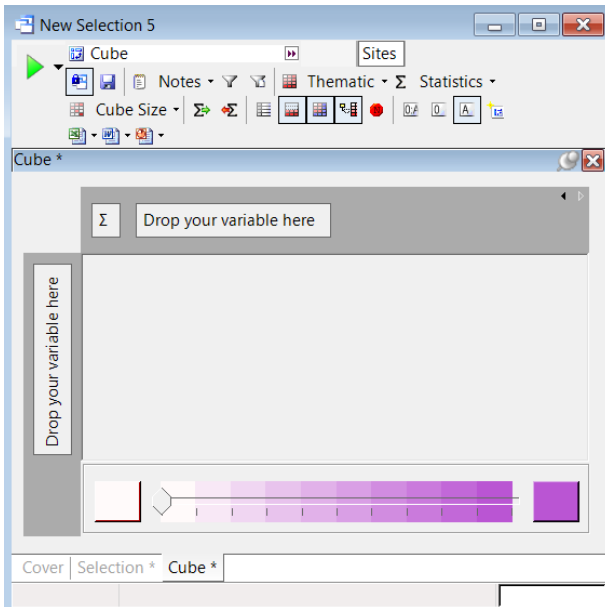 New Selection 5
Cube Sites
Notes Thematic Σ Statistics
Cube Size Σ Σ
A
Cube *
Σ Drop your variable here
Drop your variable here
Cover Selection * Cube *